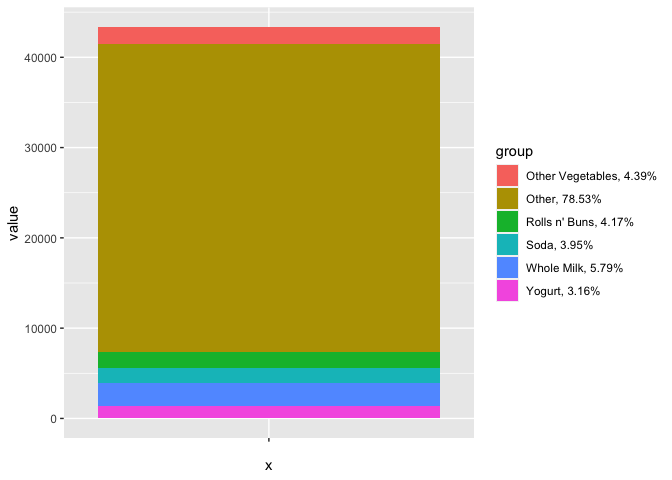 40000
30000
20000
10000
0
value
x
group
Other Vegetables, 4.39%
Other, 78.53%
Rolls n' Buns, 4.17%
Soda, 3.95%
Whole Milk, 5.79%
Yogurt, 3.16%